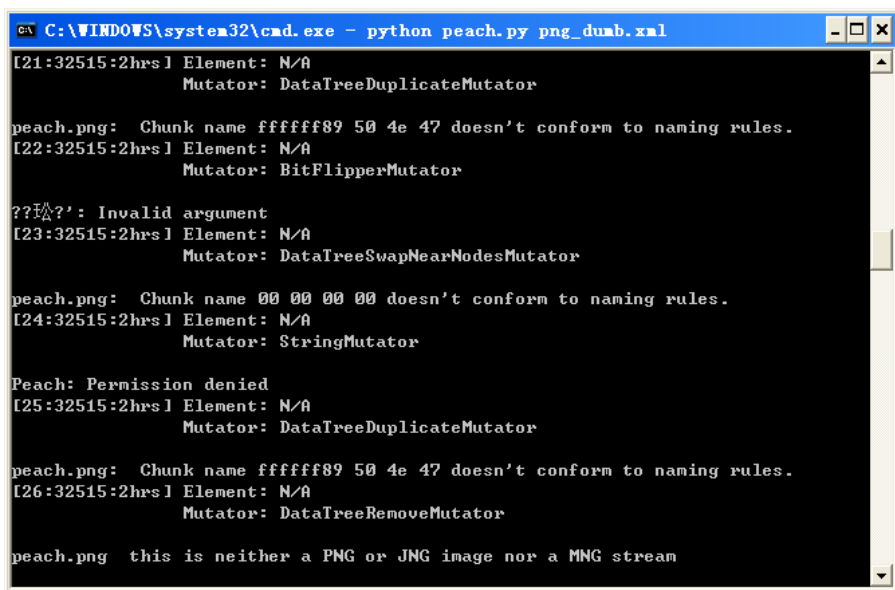 C:\WINDOWS\system32\cmd.exe - python peach.py png_dumb.xml
[21:32515:2hrs] Element: N/A
Mutator: DataTreeDuplicateMutator
peach.png:  Chunk name ffffff89 50 4e 47 doesn't conform to naming rules.
[22:32515:2hrs] Element: N/A
Mutator: BitFlipperMutator
??玜?': Invalid argument
[23:32515:2hrs] Element: N/A
Mutator: DataTreeSwapNearNodesMutator
peach.png:  Chunk name 00 00 00 00 doesn't conform to naming rules.
[24:32515:2hrs] Element: N/A
Mutator: StringMutator
Peach: Permission denied
[25:32515:2hrs] Element: N/A
Mutator: DataTreeDuplicateMutator
peach.png:  Chunk name ffffff89 50 4e 47 doesn't conform to naming rules.
[26:32515:2hrs] Element: N/A
Mutator: DataTreeRemoveMutator
peach.png  this is neither a PNG or JNG image nor a MNG stream